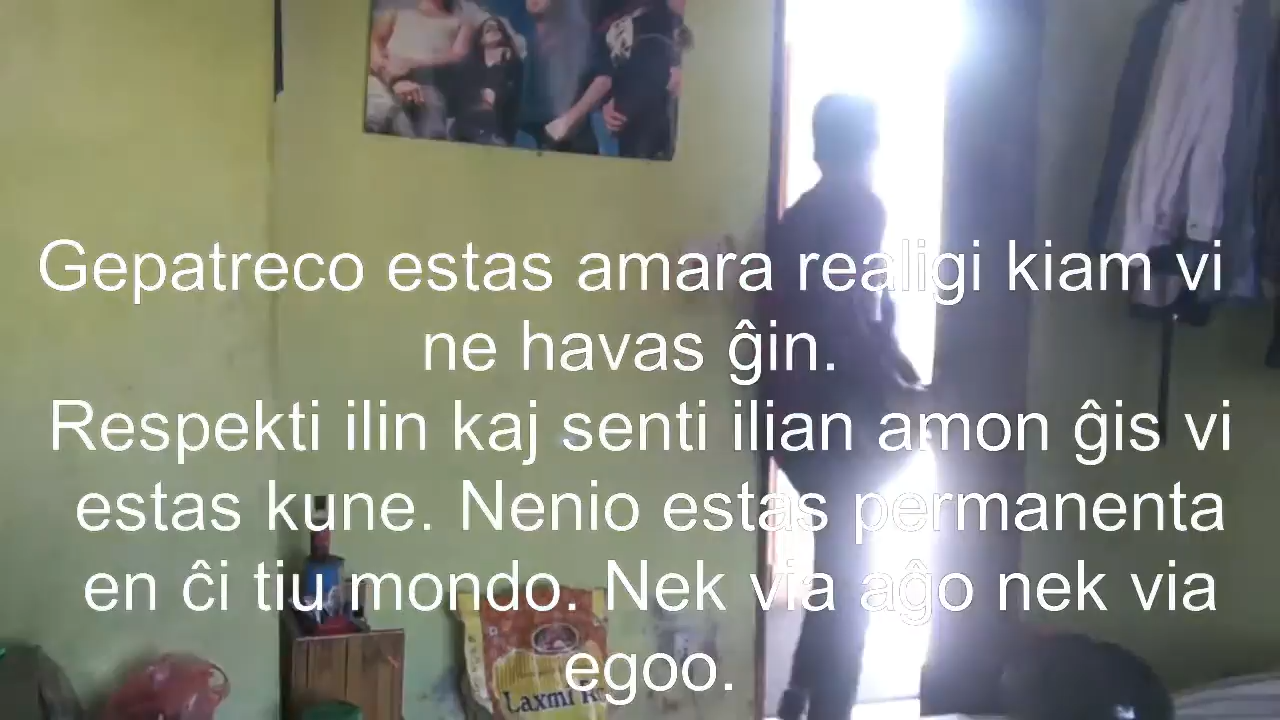 Gepatreco estas amara realigi kiam vi
ne havas ĝin.
Respekti ilin kaj senti ilian amon ĝis vi
estas kune. Nenio estas permanenta
en ĉi tiu mondo. Nek via aĝo nek via
egoo.
Laxmi